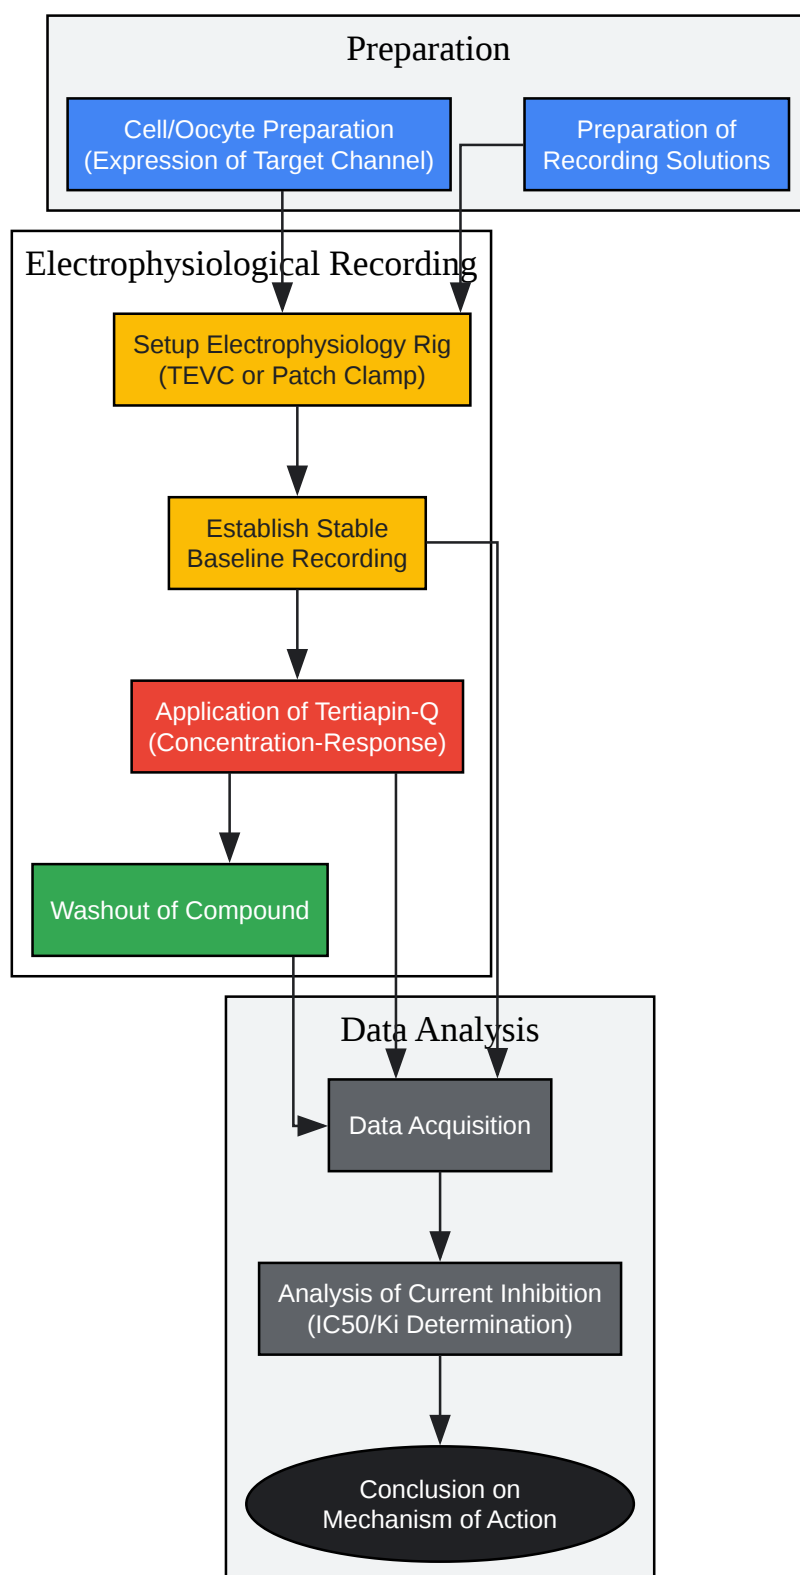 Preparation
Cell/Oocyte Preparation
(Expression of Target Channel)
Preparation of
Recording Solutions
Electrophysiological Recording
Setup Electrophysiology Rig
(TEVC or Patch Clamp)
Establish Stable
Baseline Recording
Application of Tertiapin-Q
(Concentration-Response)
Washout of Compound
Data Analysis
Data Acquisition
Analysis of Current Inhibition
(IC50/Ki Determination)
Conclusion on
Mechanism of Action